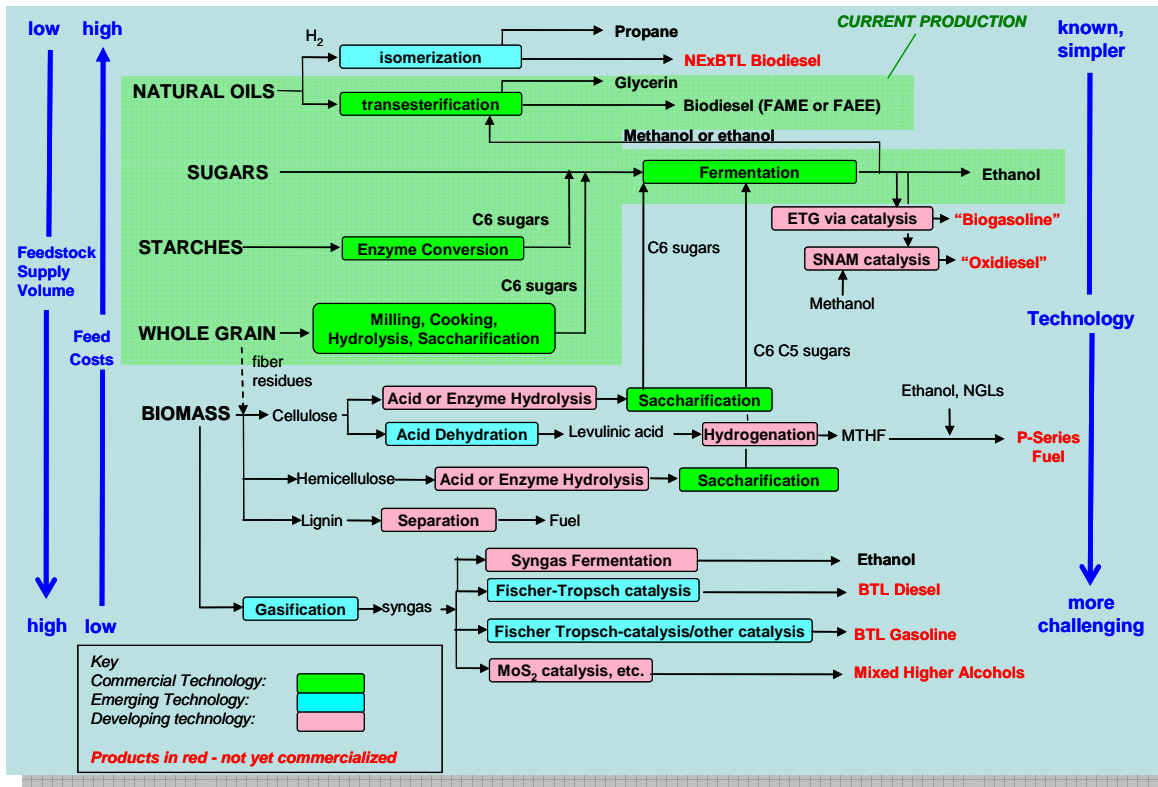 low
high
CURRENT PRODUCTION
known,
simpler
H2
isomerization
Propane
NExBTL Biodiesel
NATURAL OILS
transesterification
Glycerin
Biodiesel (FAME or FAEE)
Methanol or ethanol
SUGARS
Fermentation
Ethanol
C6 sugars
ETG via catalysis
“Biogasoline”
STARCHES
Enzyme Conversion
C6 sugars
SNAM catalysis
“Oxidiesel”
Feedstock
Supply
Volume
C6 sugars
Methanol
WHOLE GRAIN
Milling, Cooking,
Hydrolysis, Saccharification
Technology
Feed
Costs
fiber
residues
C6 C5 sugars
BIOMASS
Cellulose
Acid or Enzyme Hydrolysis
Saccharification
Ethanol, NGLs
Acid Dehydration
Levulinic acid
Hydrogenation
MTHF
P-Series
Fuel
Hemicellulose
Acid or Enzyme Hydrolysis
Saccharification
Lignin
Separation
Fuel
Syngas Fermentation
Ethanol
Fischer-Tropsch catalysis
BTL Diesel
Gasification
syngas
Fischer Tropsch-catalysis/other catalysis
BTL Gasoline
MoS2 catalysis, etc.
Mixed Higher Alcohols
high
low
more
challenging
Key
Commercial Technology:
Emerging Technology:
Developing technology:
Products in red - not yet commercialized